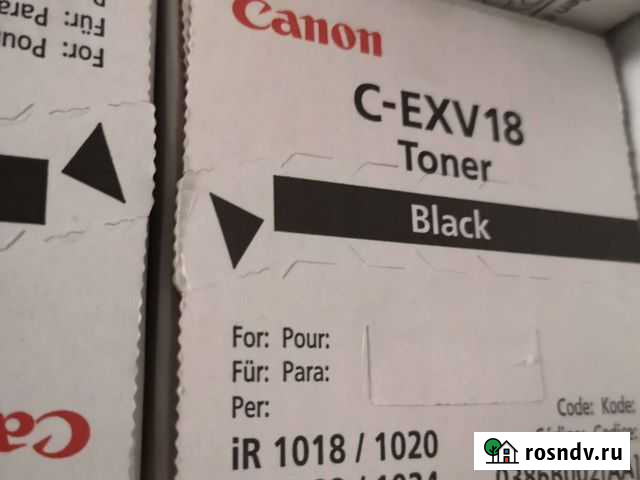 Canon
C-EXV18
Toner
Black
For: Pour:
Für: Para:
Per:
iR 1018 / 1020
Code: Kode:
For: Pour
Für: Para
rosndv.ru